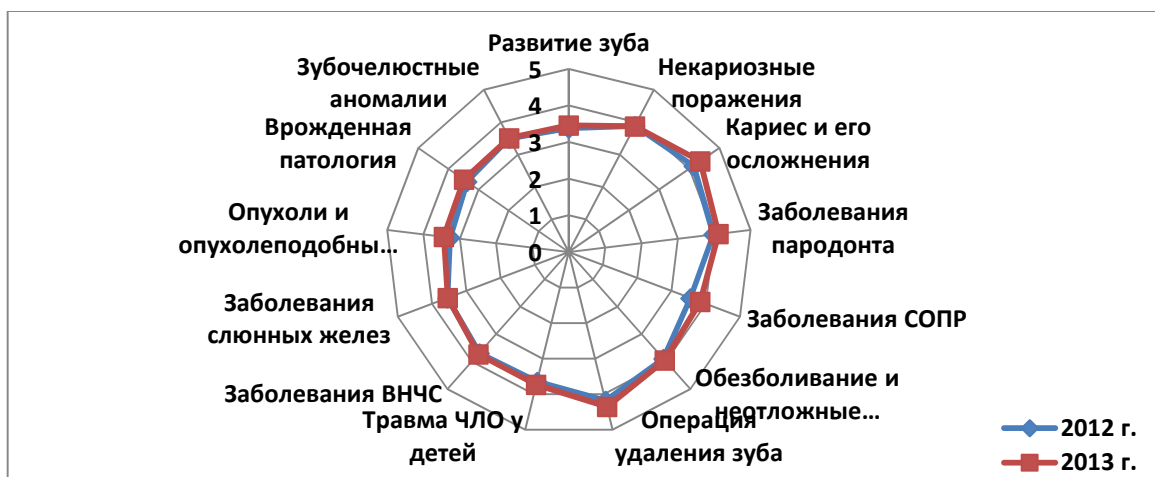 Развитие зуба
Некариозные
поражения
Кариес и его
осложнения
Заболевания
пародонта
Заболевания СОПР
Обезболивание и
неотложные...
Операция
удаления зуба
Травма ЧЛО у
детей
Заболевания ВНЧС
Заболевания
слюнных желез
Опухоли и
опухолеподобны...
Врожденная
патология
Зубочелюстные
аномалии
5
4
3
2
1
0
2012 г.
2013 г.